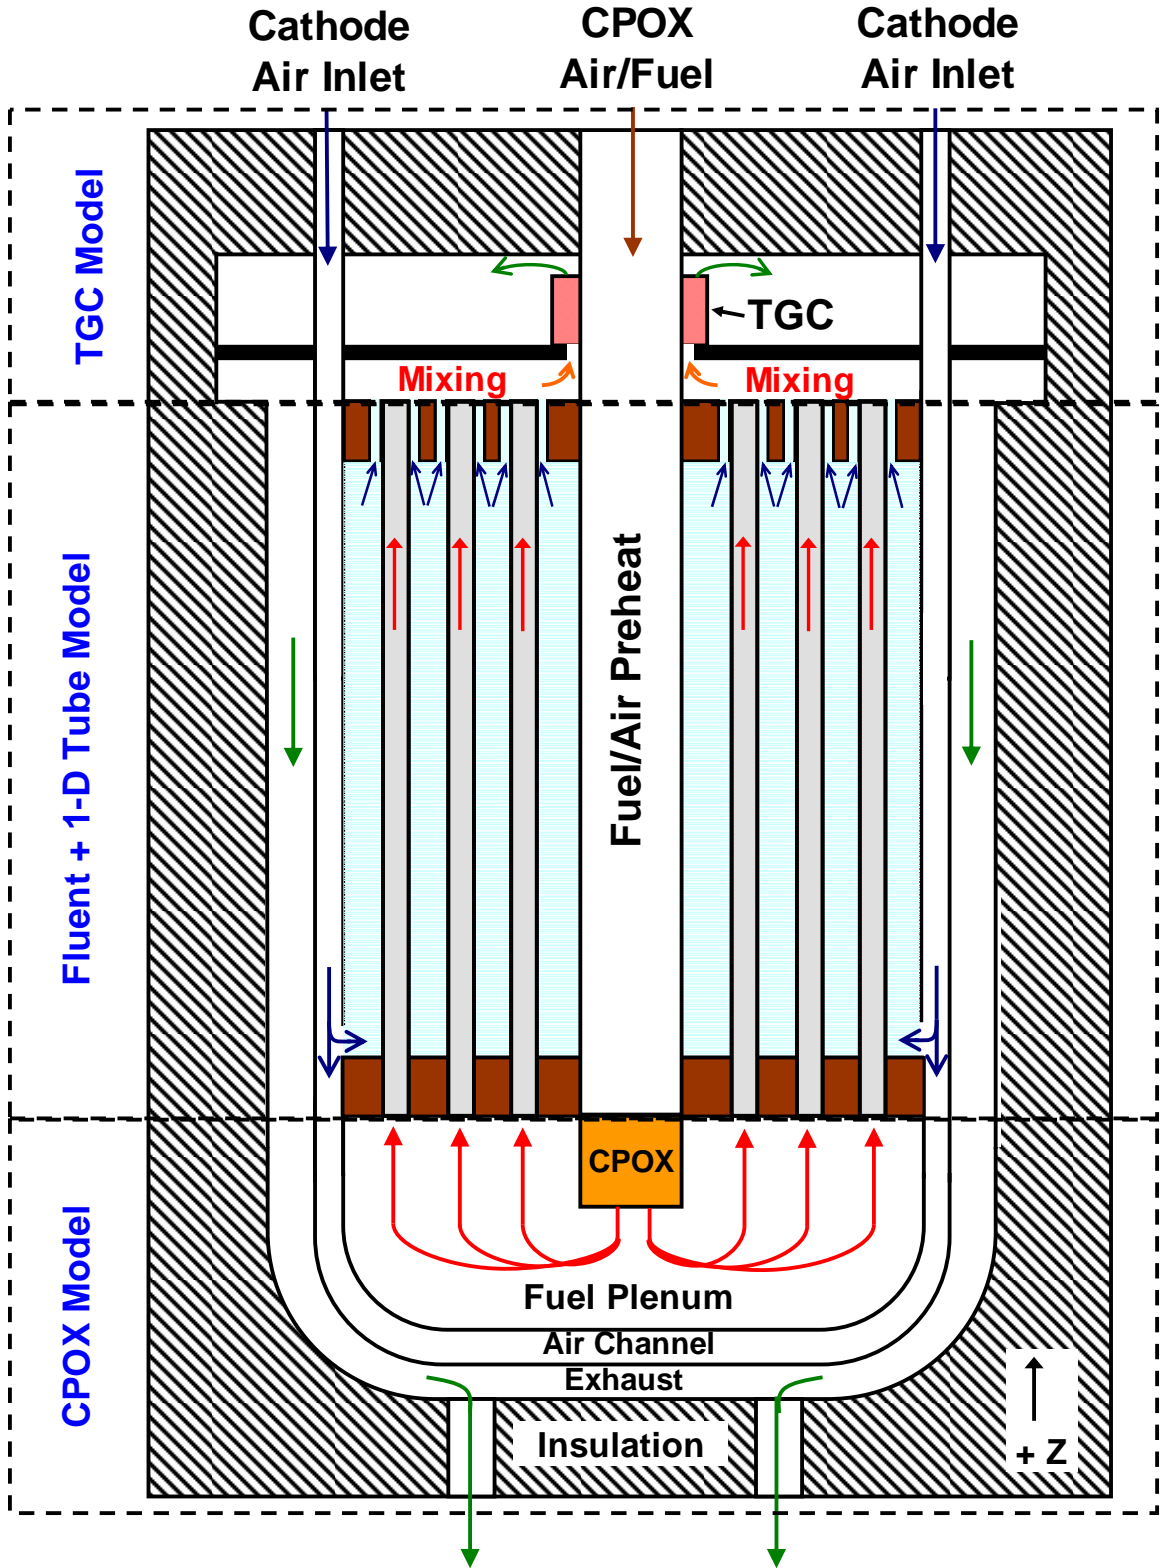 Cathode
Air Inlet
CPOX
Air/Fuel
Cathode
Air Inlet
TGC Model
TGC
Mixing
Mixing
Fluent + 1-D Tube Model
Fuel/Air Preheat
CPOX Model
CPOX
Fuel Plenum
Air Channel
Exhaust
Insulation
+ Z